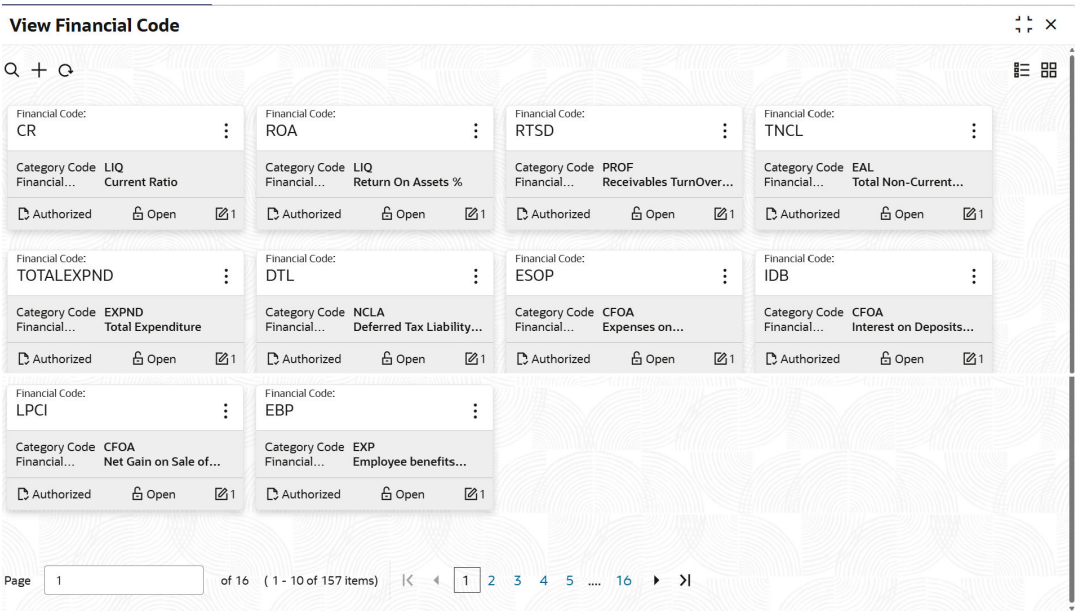 View Financial Code
Financial Code:
CR
Category Code LIQ
Financial... Current Ratio
Authorized Open 1
Financial Code:
ROA
Category Code LIQ
Financial... Return On Assets %
Authorized Open 1
Financial Code:
RTSD
Category Code PROF
Financial... Receivables TurnOver...
Authorized Open 1
Financial Code:
TNCL
Category Code EAL
Financial... Total Non-Current...
Authorized Open 1
Financial Code:
TOTALEXPND
Category Code EXPND
Financial... Total Expenditure
Authorized Open 1
Financial Code:
DTL
Category Code NCLA
Financial... Deferred Tax Liability...
Authorized Open 1
Financial Code:
ESOP
Category Code CFOA
Financial... Expenses on...
Authorized Open 1
Financial Code:
IDB
Category Code CFOA
Financial... Interest on Deposits...
Authorized Open 1
Financial Code:
LPCI
Category Code CFOA
Financial... Net Gain on Sale of...
Authorized Open 1
Financial Code:
EBP
Category Code EXP
Financial... Employee benefits...
Authorized Open 1
Page 1 of 16 ( 1 - 10 of 157 items) 1 2 3 4 5 .... 16